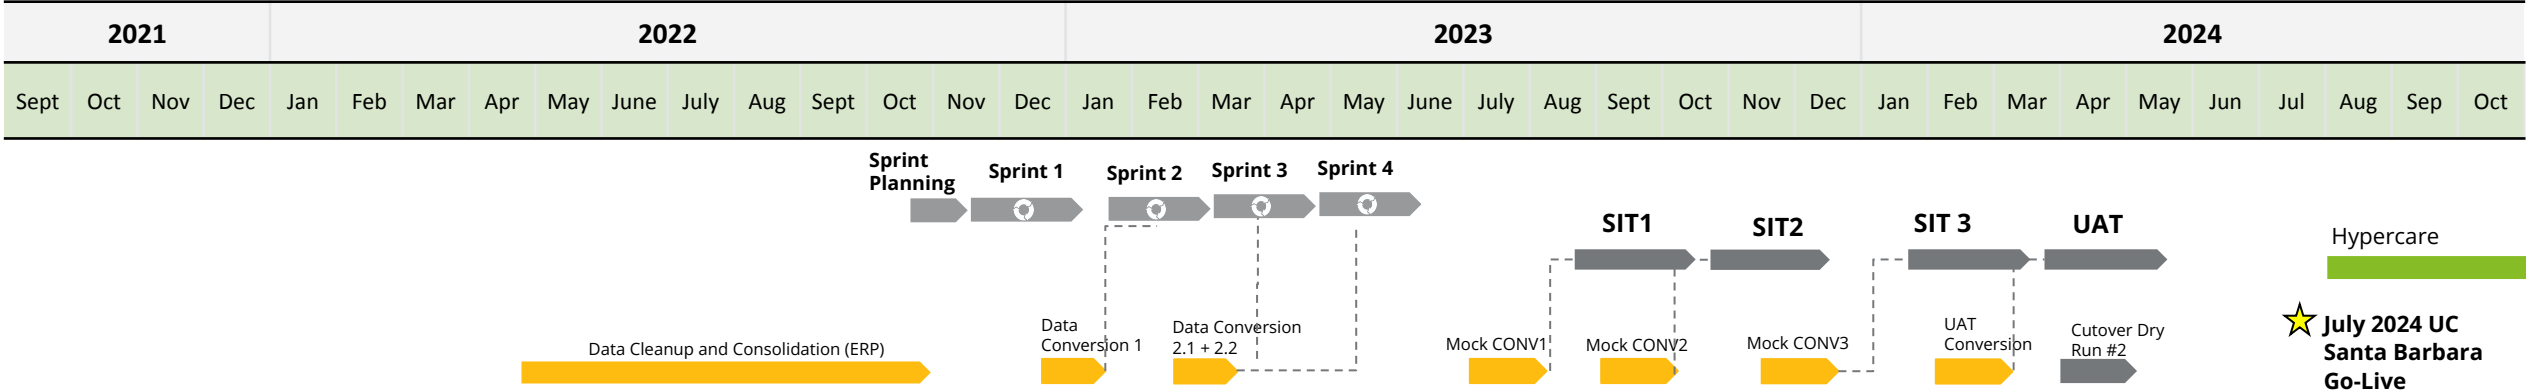 2021 2022 2023 2024
Sept Oct Nov Dec Jan Feb Mar Apr May June July Aug Sept Oct Nov Dec Jan Feb Mar Apr May June July Aug Sept Oct Nov Dec Jan Feb Mar Apr May Jun Jul Aug Sep Oct
Sprint
Planning
Sprint 1
Sprint 2
Sprint 3
Sprint 4
SIT1
SIT2
SIT 3
UAT
Hypercare
Data Cleanup and Consolidation (ERP)
Data
Conversion 1
Data Conversion
2.1 + 2.2
Mock CONV1
Mock CONV2
Mock CONV3
UAT
Conversion
Cutover Dry
Run #2
July 2024 UC
Santa Barbara
Go-Live